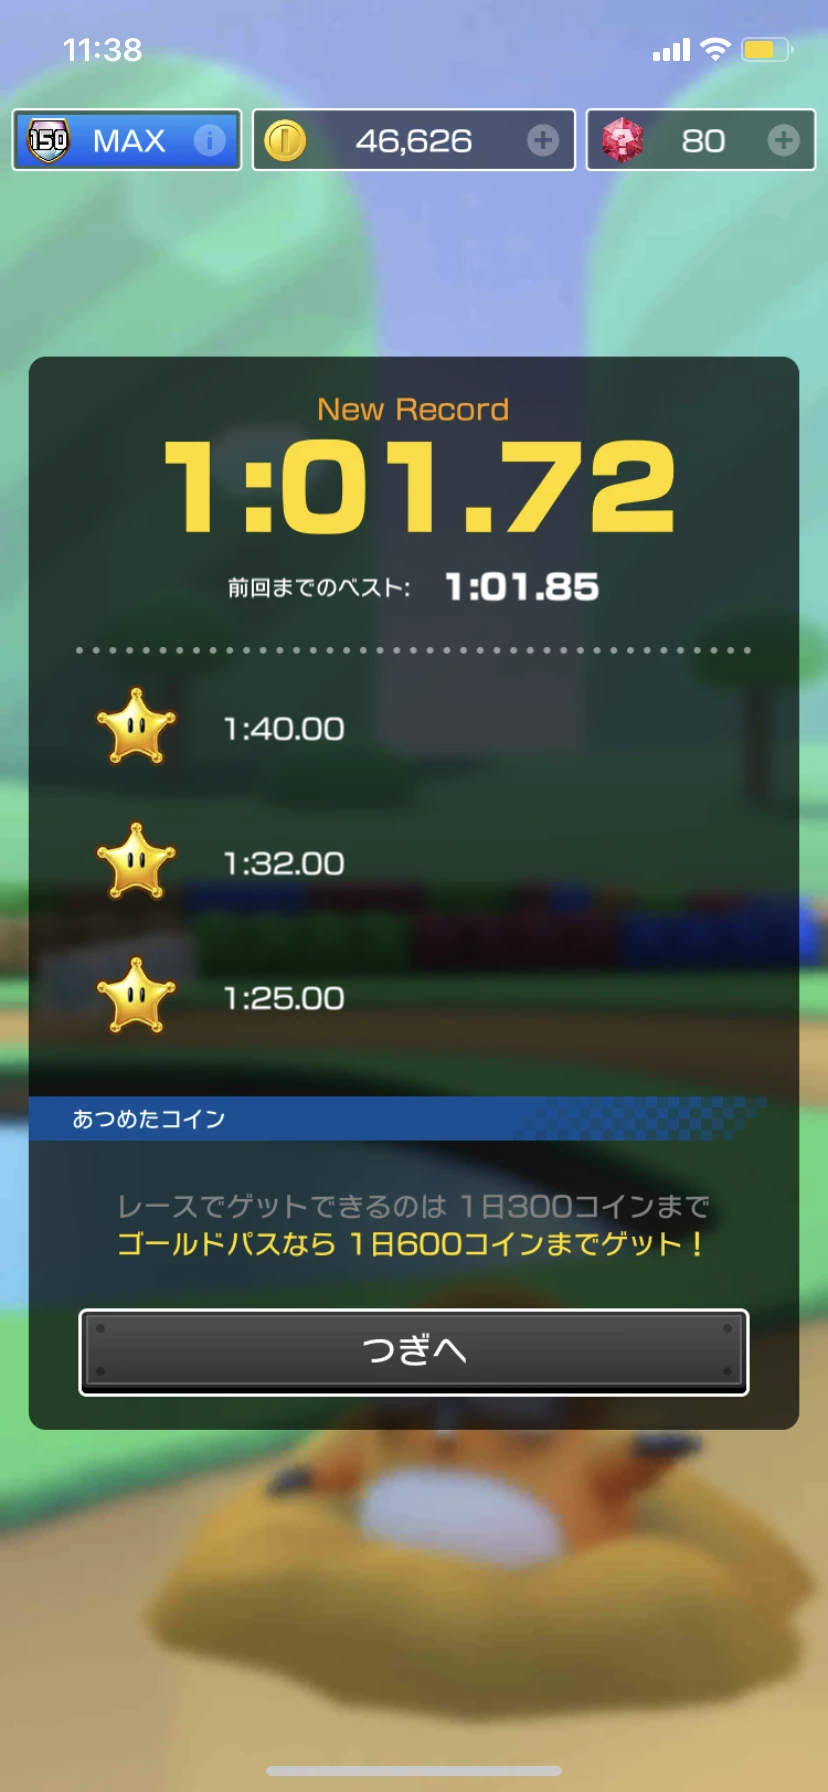 11:38
150 MAX i 46,626 + ? 80 +
New Record
1:01.72
前回までのベスト: 1:01.85
1:40.00
1:32.00
1:25.00
あつめたコイン
レースでゲットできるのは 1日300コインまで
ゴールドパスなら 1日600コインまでゲット！
つぎへ